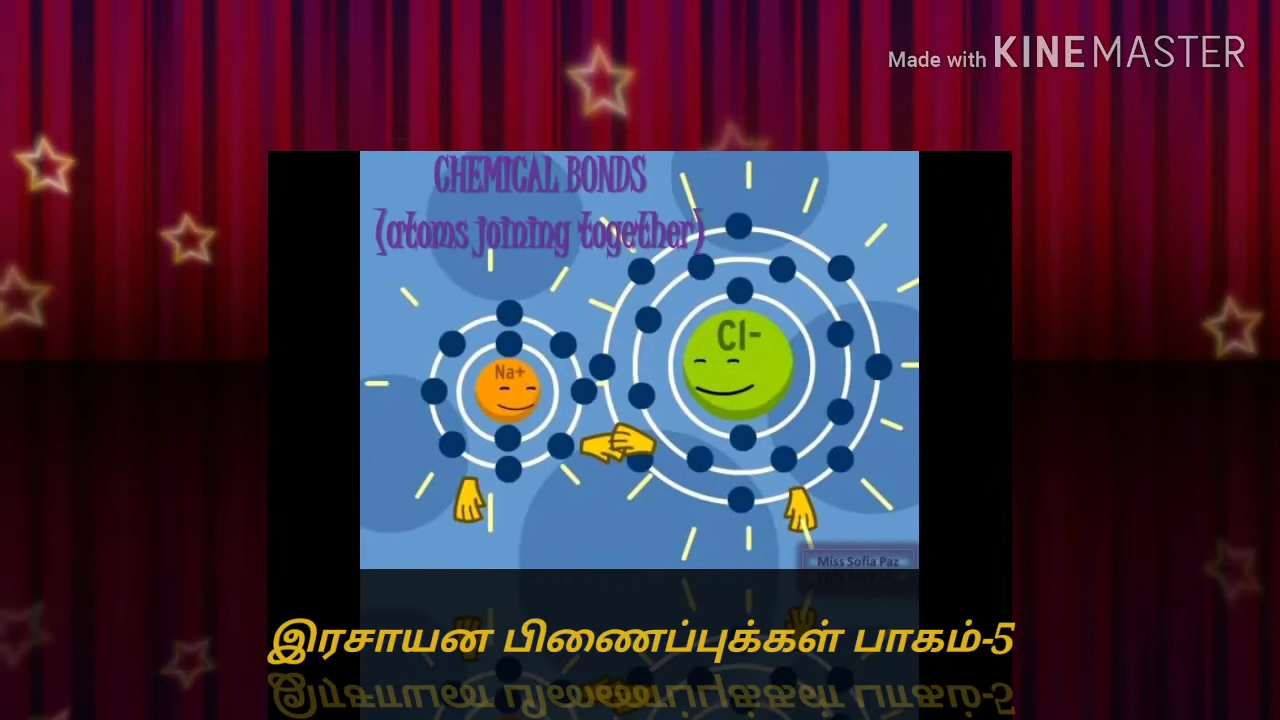 Made with KINEMASTER
CHEMICAL BONDS
(atoms joining together)
Na+
Cl-
Miss Sofia Paz
இரசாயன பிணைப்புக்கள் பாகம்-5